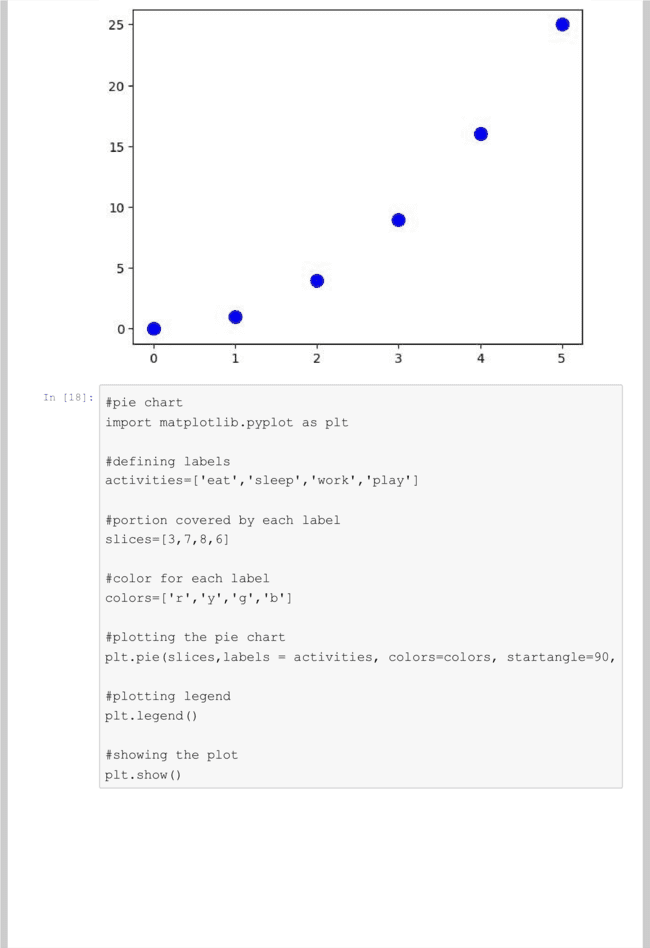 25
20
15
10
5
0
0 1 2 3 4 5
In [18]:
#pie chart
import matplotlib.pyplot as plt
#defining labels
activities=['eat','sleep','work','play']
#portion covered by each label
slices=[3,7,8,6]
#color for each label
colors=['r','y','g','b']
#plotting the pie chart
plt.pie(slices,labels = activities, colors=colors, startangle=90,
#plotting legend
plt.legend()
#showing the plot
plt.show()